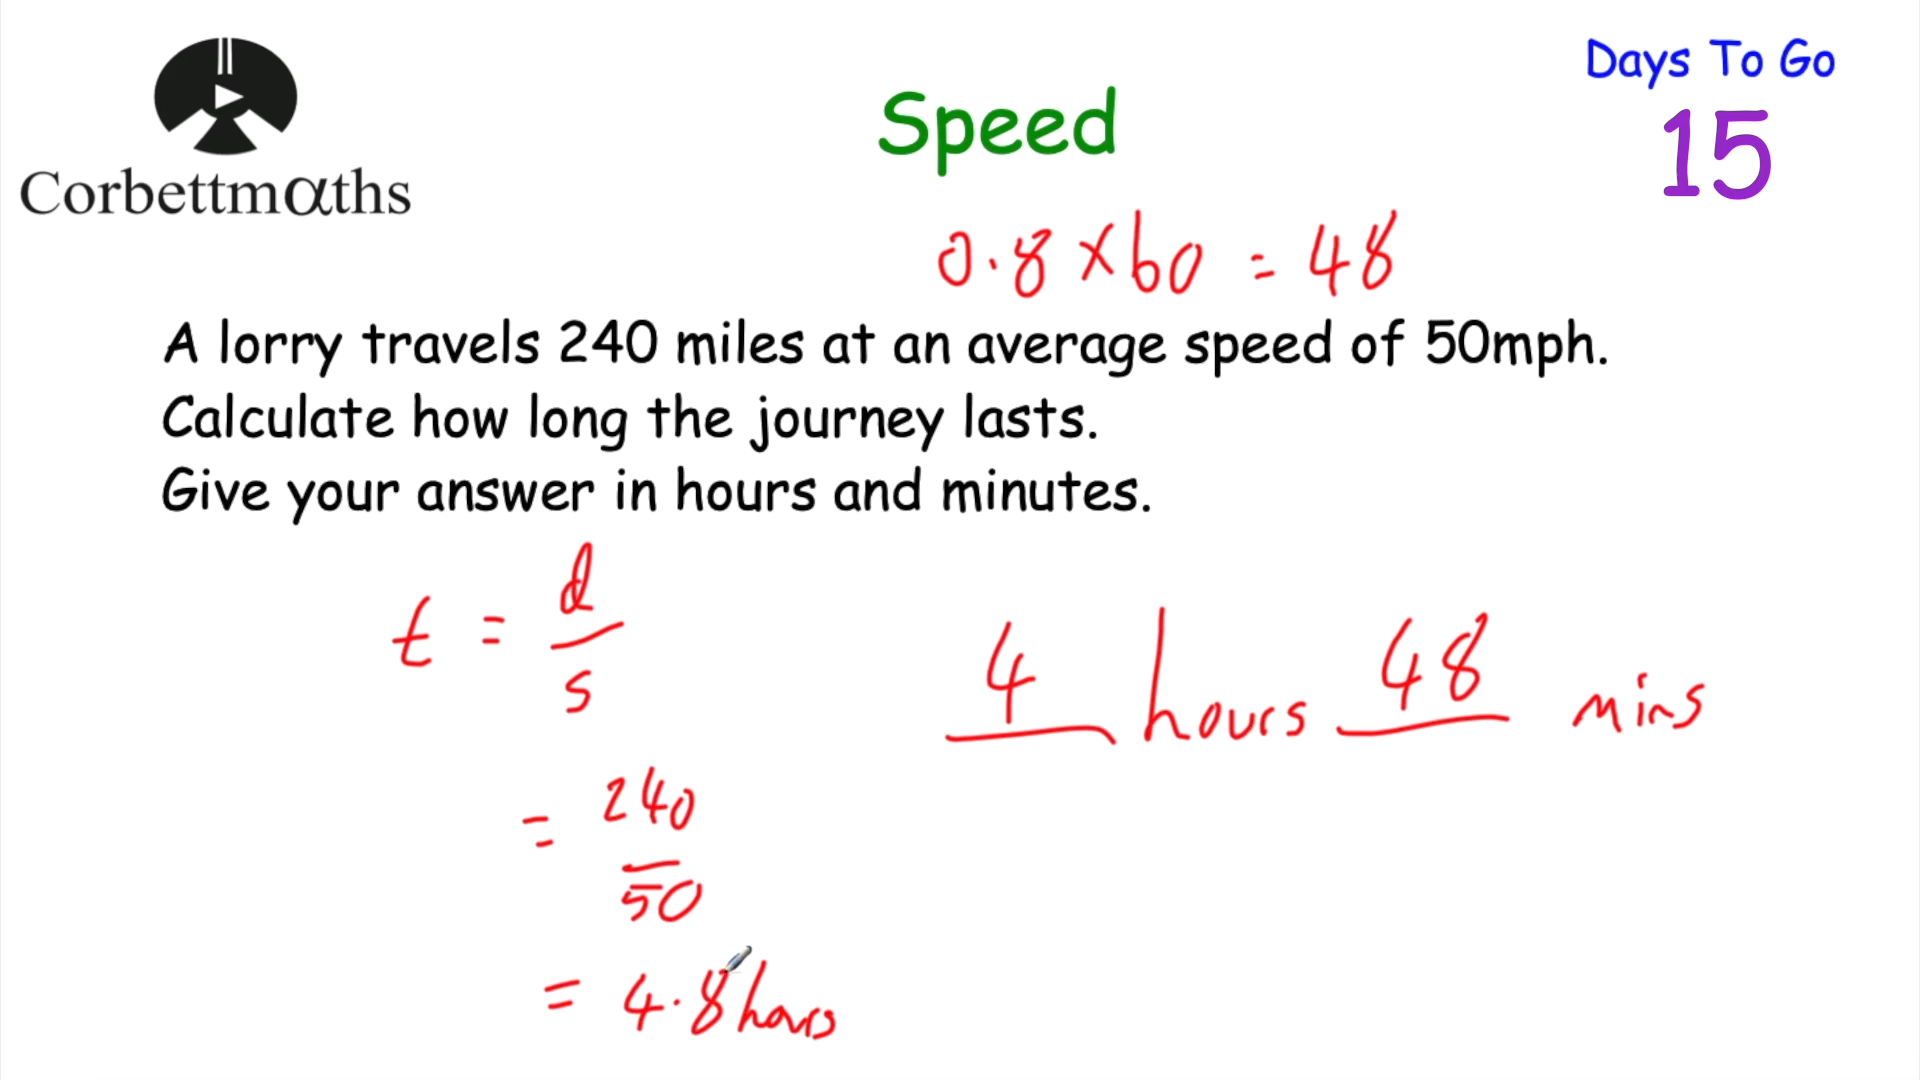 Corbettmαths
Days To Go
15
Speed
0.8 × 60 = 48
A lorry travels 240 miles at an average speed of 50mph.
Calculate how long the journey lasts.
Give your answer in hours and minutes.
t = d/s
= 240/50
= 4.8 hours
4 hours 48 mins